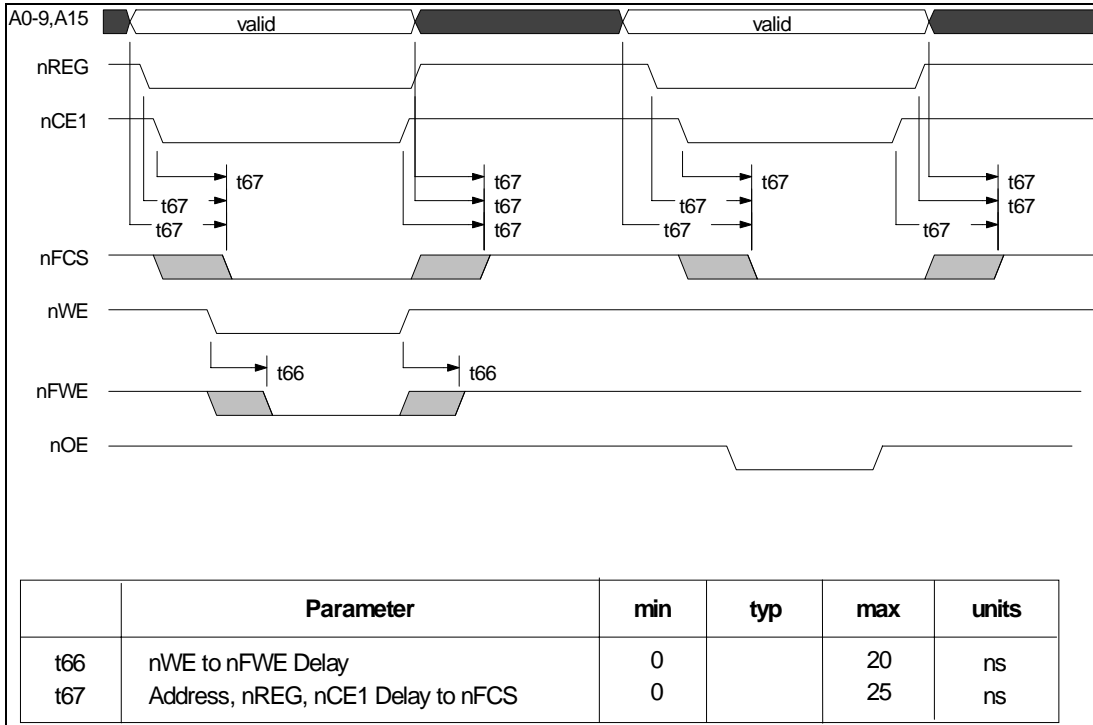 A0-9,A15 valid valid
nREG
nCE1
t67 t67 t67 t67
t67 t67 t67 t67
t67 t67 t67 t67
nFCS
nWE
t66 t66
nFWE
nOE
Parameter min typ max units
t66 nWE to nFWE Delay 0 20 ns
t67 Address, nREG, nCE1 Delay to nFCS 0 25 ns